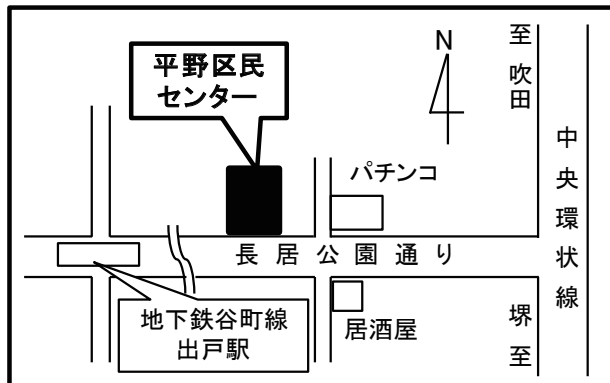 平野区民
センター
N
至吹田
中央環状線
パチンコ
長居公園通り
地下鉄谷町線
出戸駅
居酒屋
堺至